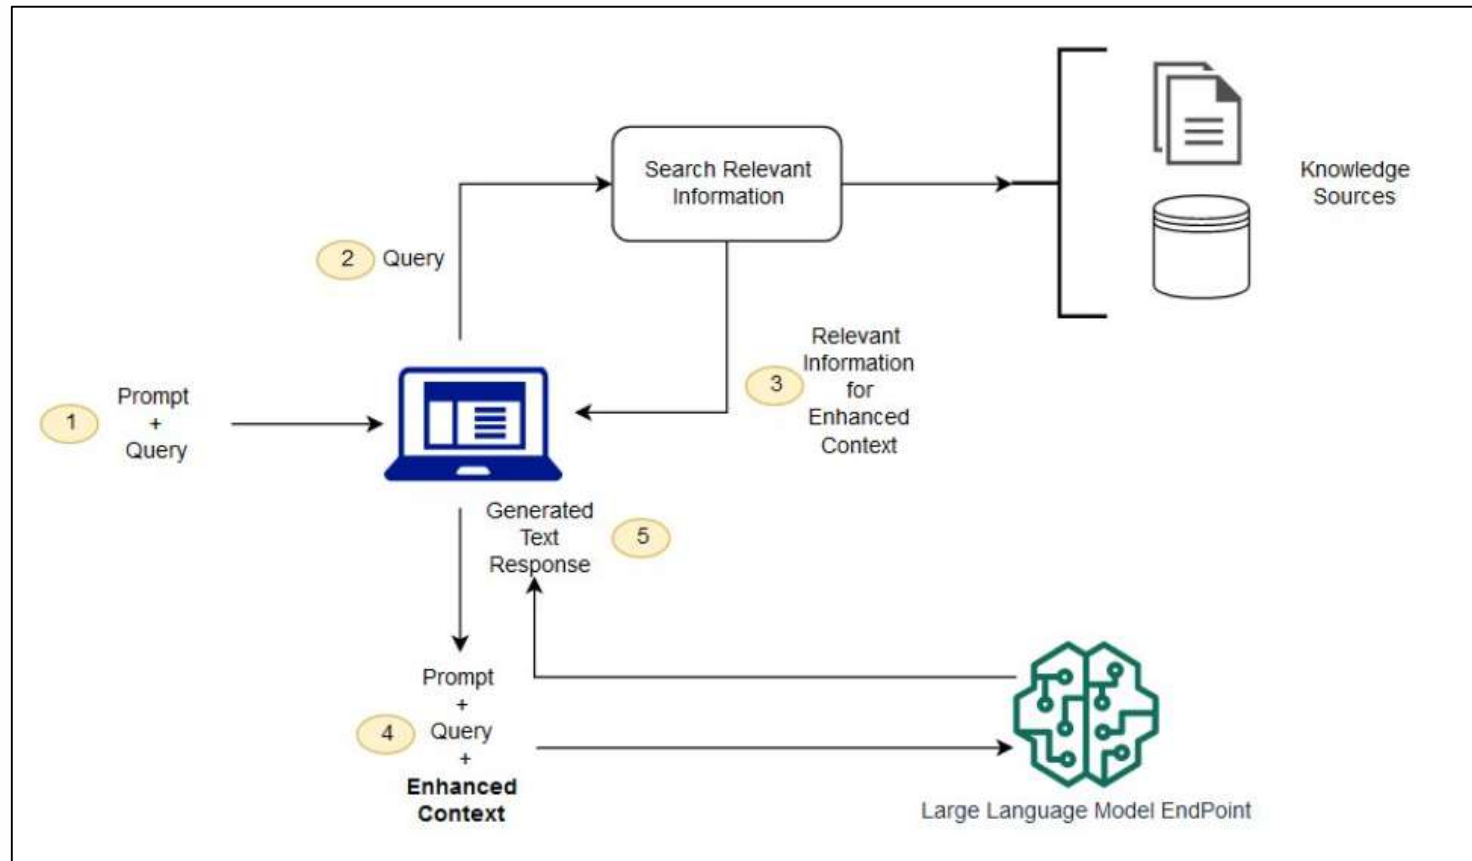 Search Relevant
Information
Knowledge
Sources
2
Query
Relevant
Information
for
Enhanced
Context
3
1
Prompt
+
Query
Generated
Text
Response
5
Prompt
+
Query
+
Enhanced
Context
4
Large Language Model EndPoint